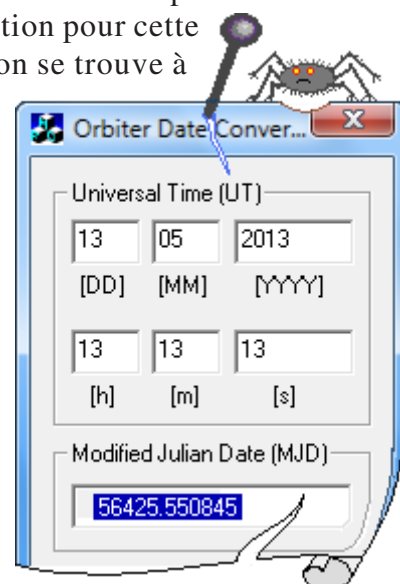 tion pour cette
on se trouve à
Orbiter Date Conver...
Universal Time (UT)
13 05 2013
[DD] [MM] [YYYY]
13 13 13
[h] [m] [s]
Modified Julian Date (MJD)
56425.550845